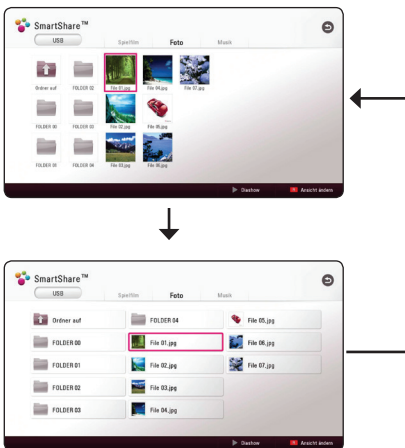 SmartShare™
USB
Spielfilm Foto Musik
Ordner auf FOLDER 02 File 01.jpg File 04.jpg File 07.jpg
FOLDER 00 FOLDER 03 File 02.jpg File 05.jpg
FOLDER 01 FOLDER 04 File 03.jpg File 06.jpg
Diashow Ansicht ändern
SmartShare™
USB
Spielfilm Foto Musik
Ordner auf FOLDER 04 File 05.jpg
FOLDER 00 File 01.jpg File 06.jpg
FOLDER 01 File 02.jpg File 07.jpg
FOLDER 02 File 03.jpg
FOLDER 03 File 04.jpg
Diashow Ansicht ändern